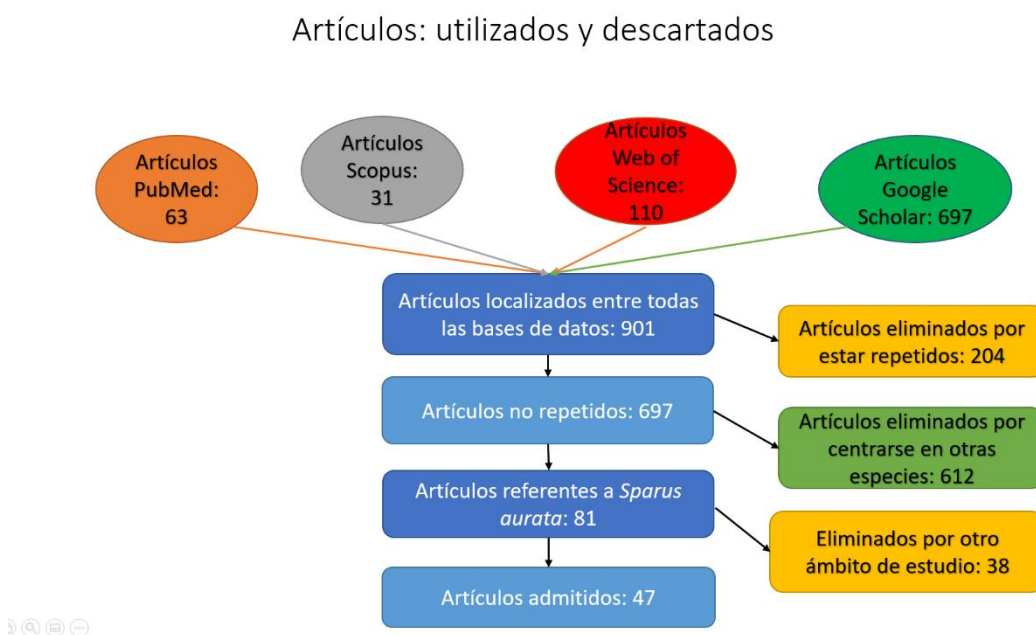 Artículos: utilizados y descartados
Artículos
PubMed:
63
Artículos
Scopus:
31
Artículos
Web of
Science:
110
Artículos
Google
Scholar: 697
Artículos localizados entre todas
las bases de datos: 901
Artículos eliminados por
estar repetidos: 204
Artículos no repetidos: 697
Artículos eliminados por
centrarse en otras
especies: 612
Artículos referentes a Sparus
aurata: 81
Eliminados por otro
ámbito de estudio: 38
Artículos admitidos: 47